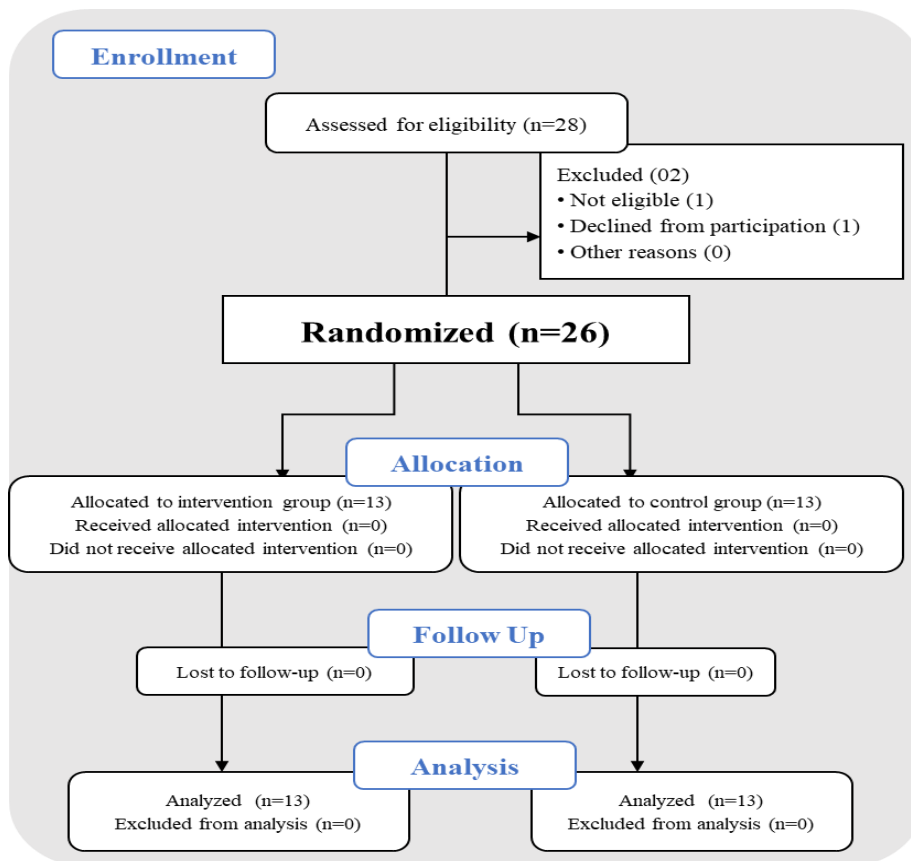 Enrollment
Assessed for eligibility (n=28)
Excluded (02)
• Not eligible (1)
• Declined from participation (1)
• Other reasons (0)
Randomized (n=26)
Allocation
Allocated to intervention group (n=13)
Received allocated intervention (n=0)
Did not receive allocated intervention (n=0)
Allocated to control group (n=13)
Received allocated intervention (n=0)
Did not receive allocated intervention (n=0)
Follow Up
Lost to follow-up (n=0)
Lost to follow-up (n=0)
Analysis
Analyzed (n=13)
Excluded from analysis (n=0)
Analyzed (n=13)
Excluded from analysis (n=0)